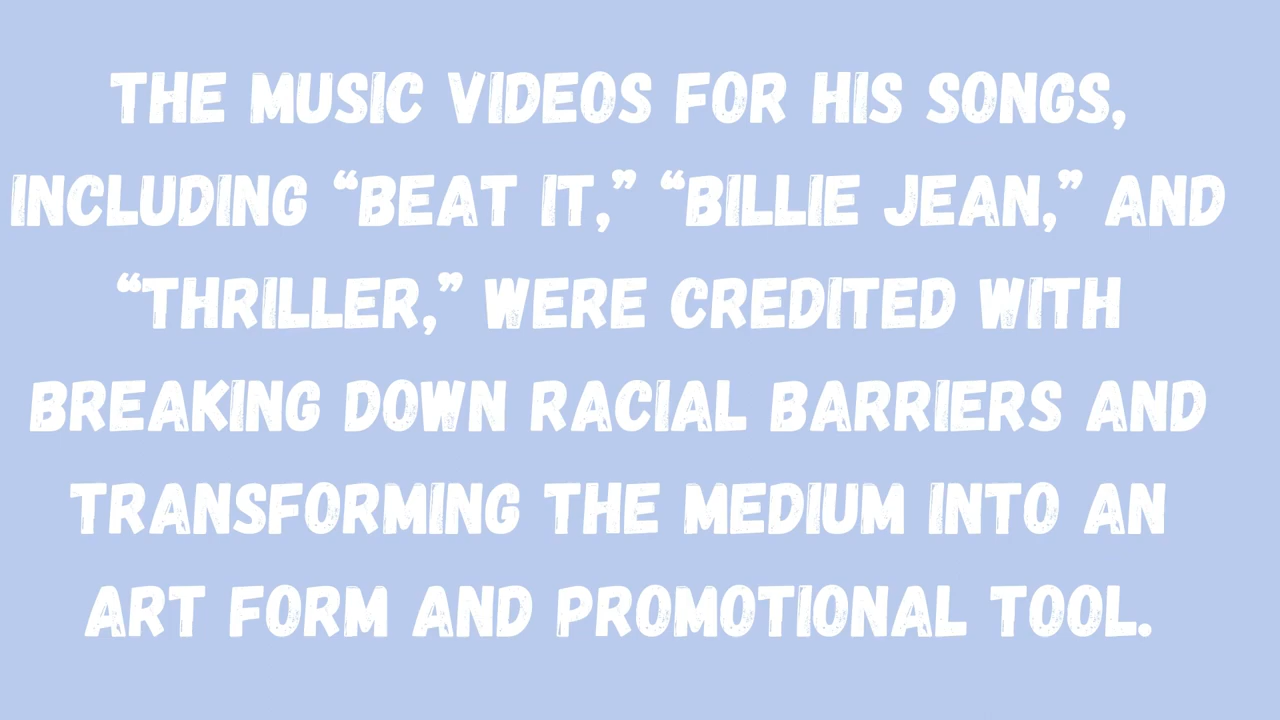 THE MUSIC VIDEOS FOR HIS SONGS,
INCLUDING “BEAT IT,” “BILLIE JEAN,” AND
“THRILLER,” WERE CREDITED WITH
BREAKING DOWN RACIAL BARRIERS AND
TRANSFORMING THE MEDIUM INTO AN
ART FORM AND PROMOTIONAL TOOL.